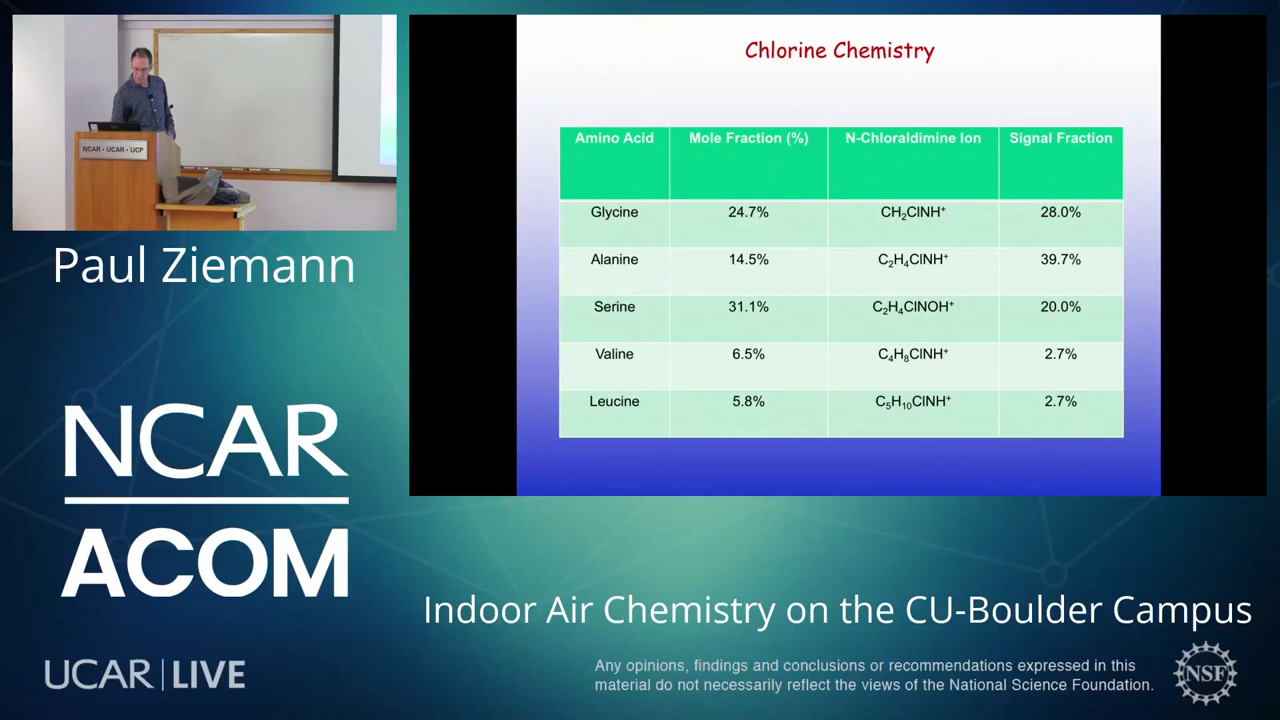 NCAR • UCAR • UCP
Paul Ziemann
NCAR
ACOM
UCAR | LIVE
Chlorine Chemistry
Amino Acid Mole Fraction (%) N-Chloraldimine Ion Signal Fraction
Glycine 24.7% CH₂ClNH⁺ 28.0%
Alanine 14.5% C₂H₄ClNH⁺ 39.7%
Serine 31.1% C₂H₄ClNOH⁺ 20.0%
Valine 6.5% C₄H₈ClNH⁺ 2.7%
Leucine 5.8% C₅H₁₀ClNH⁺ 2.7%
Indoor Air Chemistry on the CU-Boulder Campus
Any opinions, findings and conclusions or recommendations expressed in this
material do not necessarily reflect the views of the National Science Foundation.
NSF